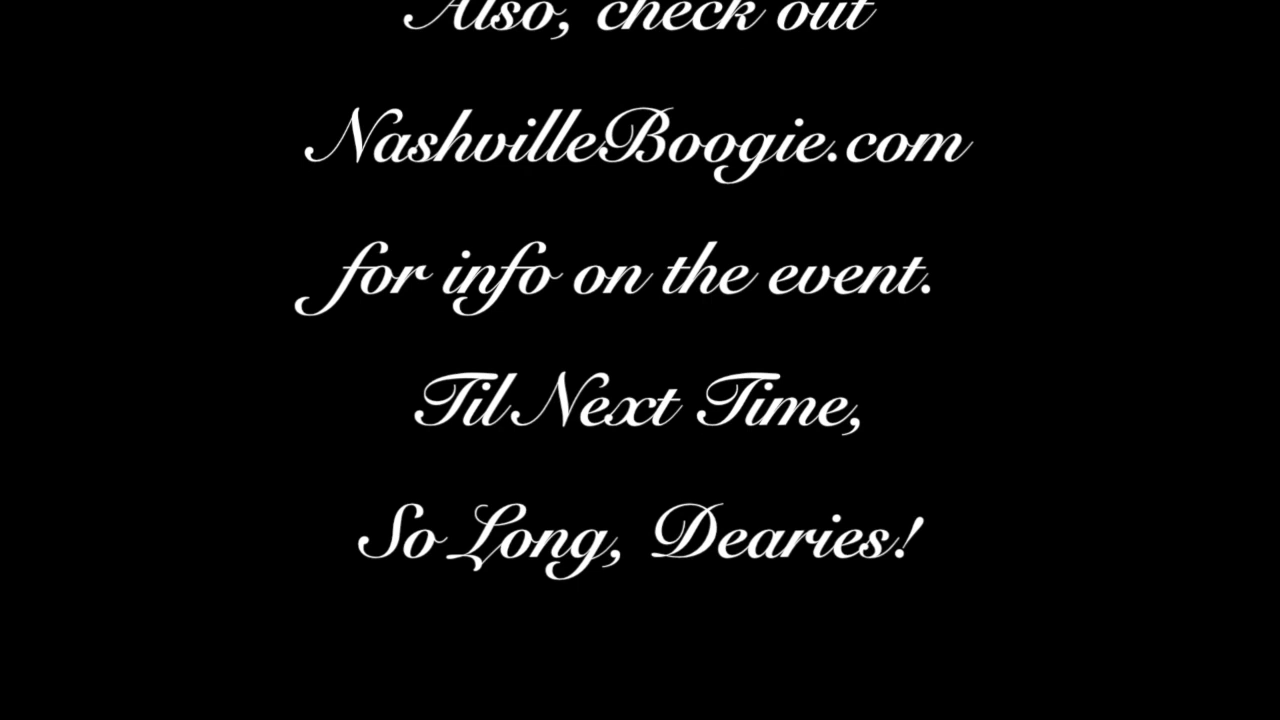 Also, check out
NashvilleBoogie.com
for info on the event.
Til Next Time,
So Long, Dearies!